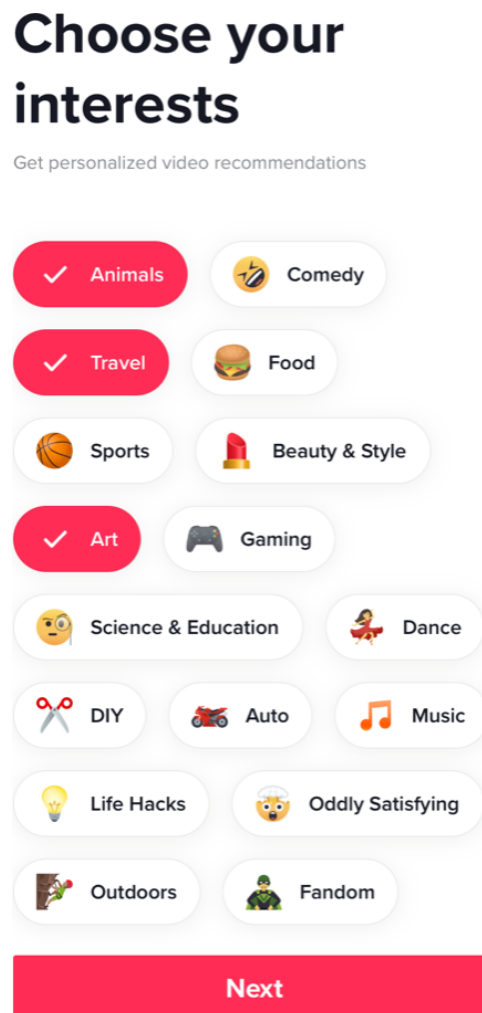 Choose your
interests
Get personalized video recommendations
Animals
Comedy
Travel
Food
Sports
Beauty & Style
Art
Gaming
Science & Education
Dance
DIY
Auto
Music
Life Hacks
Oddly Satisfying
Outdoors
Fandom
Next